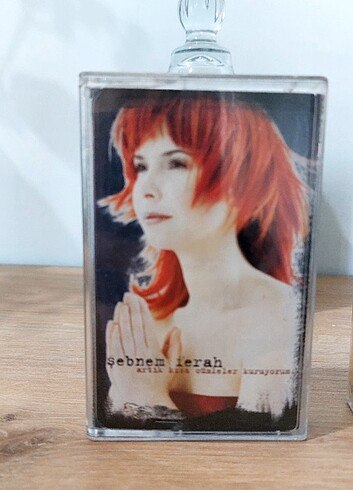 şebnem ferah
artık kısa cümleler kuruyorum